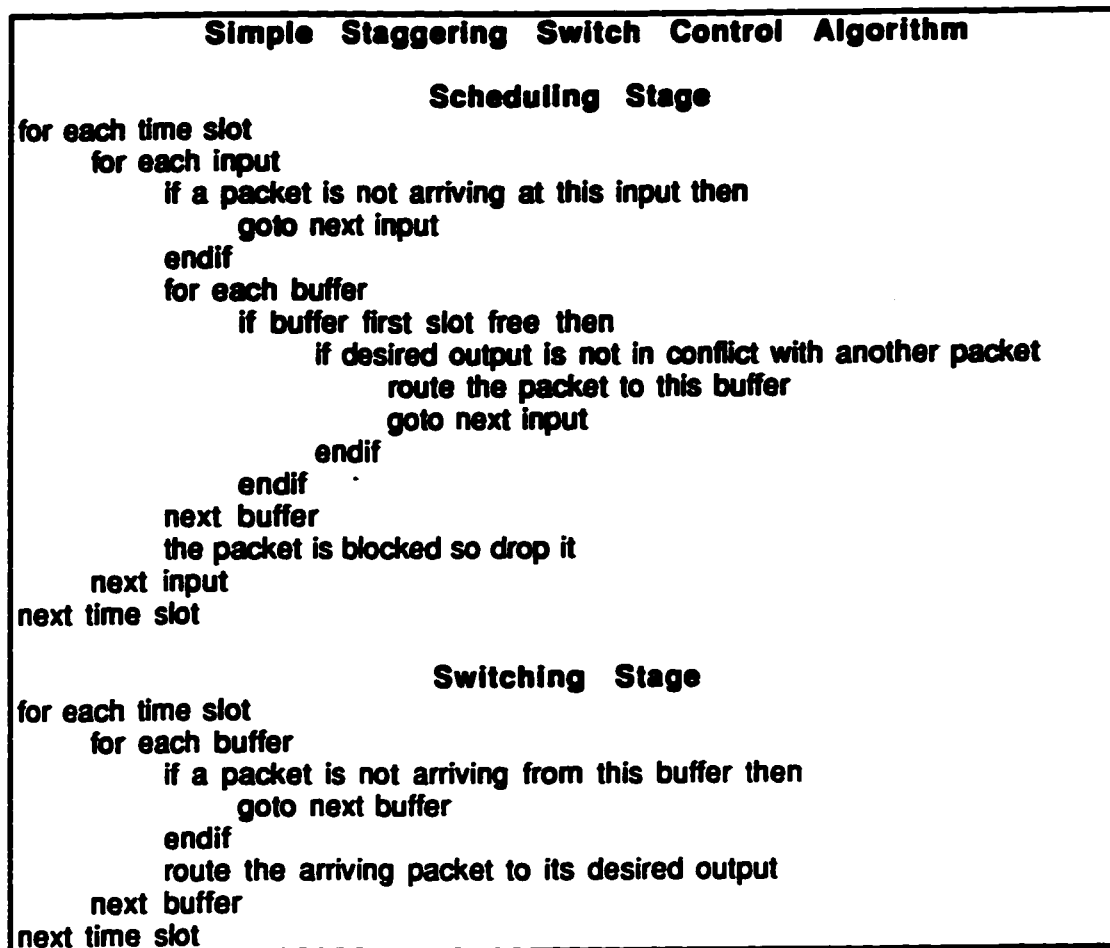 Simple Staggering Switch Control Algorithm
Scheduling Stage
for each time slot
for each input
if a packet is not arriving at this input then
goto next input
endif
for each buffer
if buffer first slot free then
if desired output is not in conflict with another packet
route the packet to this buffer
goto next input
endif
endif
next buffer
the packet is blocked so drop it
next input
next time slot
Switching Stage
for each time slot
for each buffer
if a packet is not arriving from this buffer then
goto next buffer
endif
route the arriving packet to its desired output
next buffer
next time slot